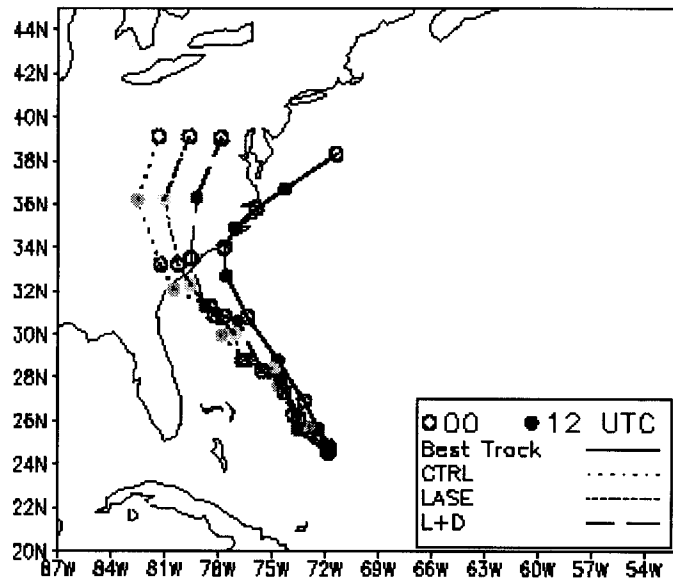 44N
42N
40N
38N
36N
34N
32N
30N
28N
26N
24N
22N
20N
87W 84W 81W 78W 75W 72W 69W 66W 63W 60W 57W 54W
00 12 UTC
Best Track
CTRL
LASE
L+D